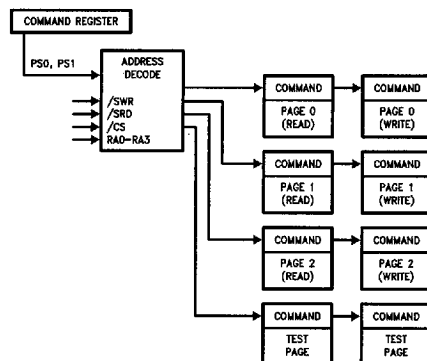 COMMAND REGISTER
PS0, PS1
ADDRESS
DECODE
/SWR
/SRD
/CS
RA0-RA3
COMMAND
PAGE 0
(READ)
COMMAND
PAGE 0
(WRITE)
COMMAND
PAGE 1
(READ)
COMMAND
PAGE 1
(WRITE)
COMMAND
PAGE 2
(READ)
COMMAND
PAGE 2
(WRITE)
COMMAND
TEST
PAGE
COMMAND
TEST
PAGE